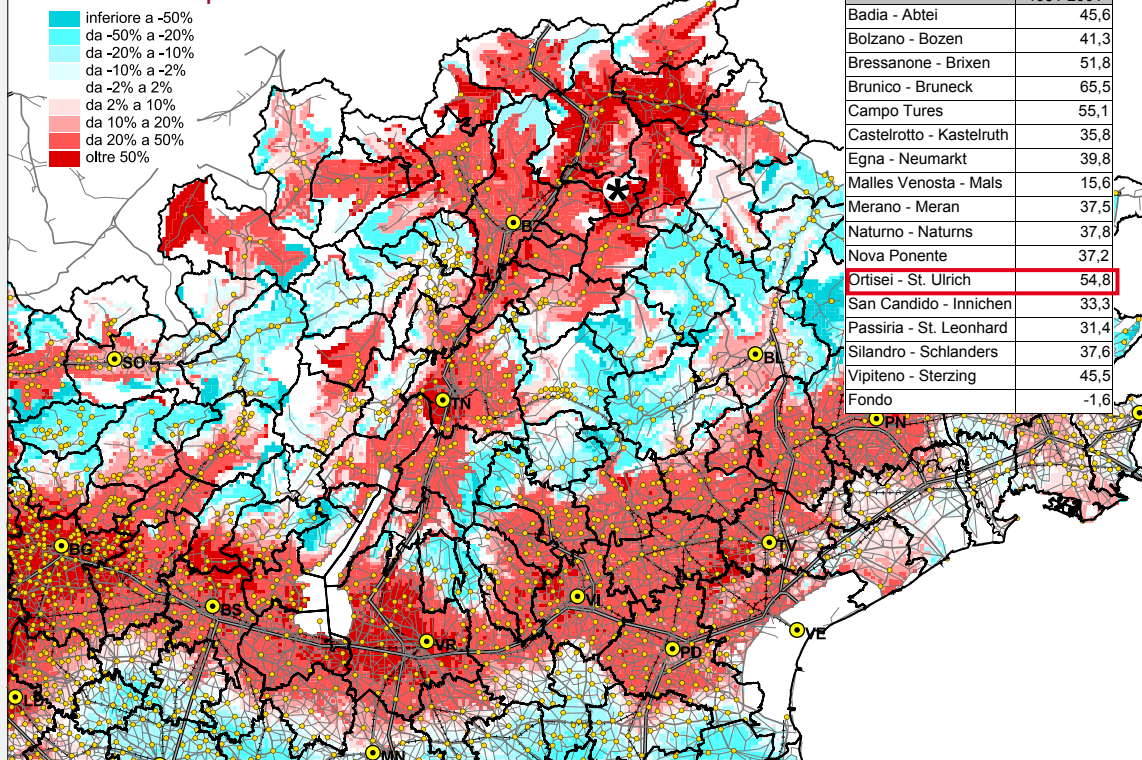 inferiore a -50%
da -50% a -20%
da -20% a -10%
da -10% a -2%
da -2% a 2%
da 2% a 10%
da 10% a 20%
da 20% a 50%
oltre 50%
Badia - Abtei 45,6
Bolzano - Bozen 41,3
Bressanone - Brixen 51,8
Brunico - Bruneck 65,5
Campo Tures 55,1
Castelrotto - Kastelruth 35,8
Egna - Neumarkt 39,8
Malles Venosta - Mals 15,6
Merano - Meran 37,5
Naturno - Naturns 37,8
Nova Ponente 37,2
Ortisei - St. Ulrich 54,8
San Candido - Innichen 33,3
Passiria - St. Leonhard 31,4
Silandro - Schlanders 37,6
Vipiteno - Sterzing 45,5
Fondo -1,6
*
BZ
SO
BL
TN
PN
BG
TV
BS
VI
VE
VR
PD
LO
MN